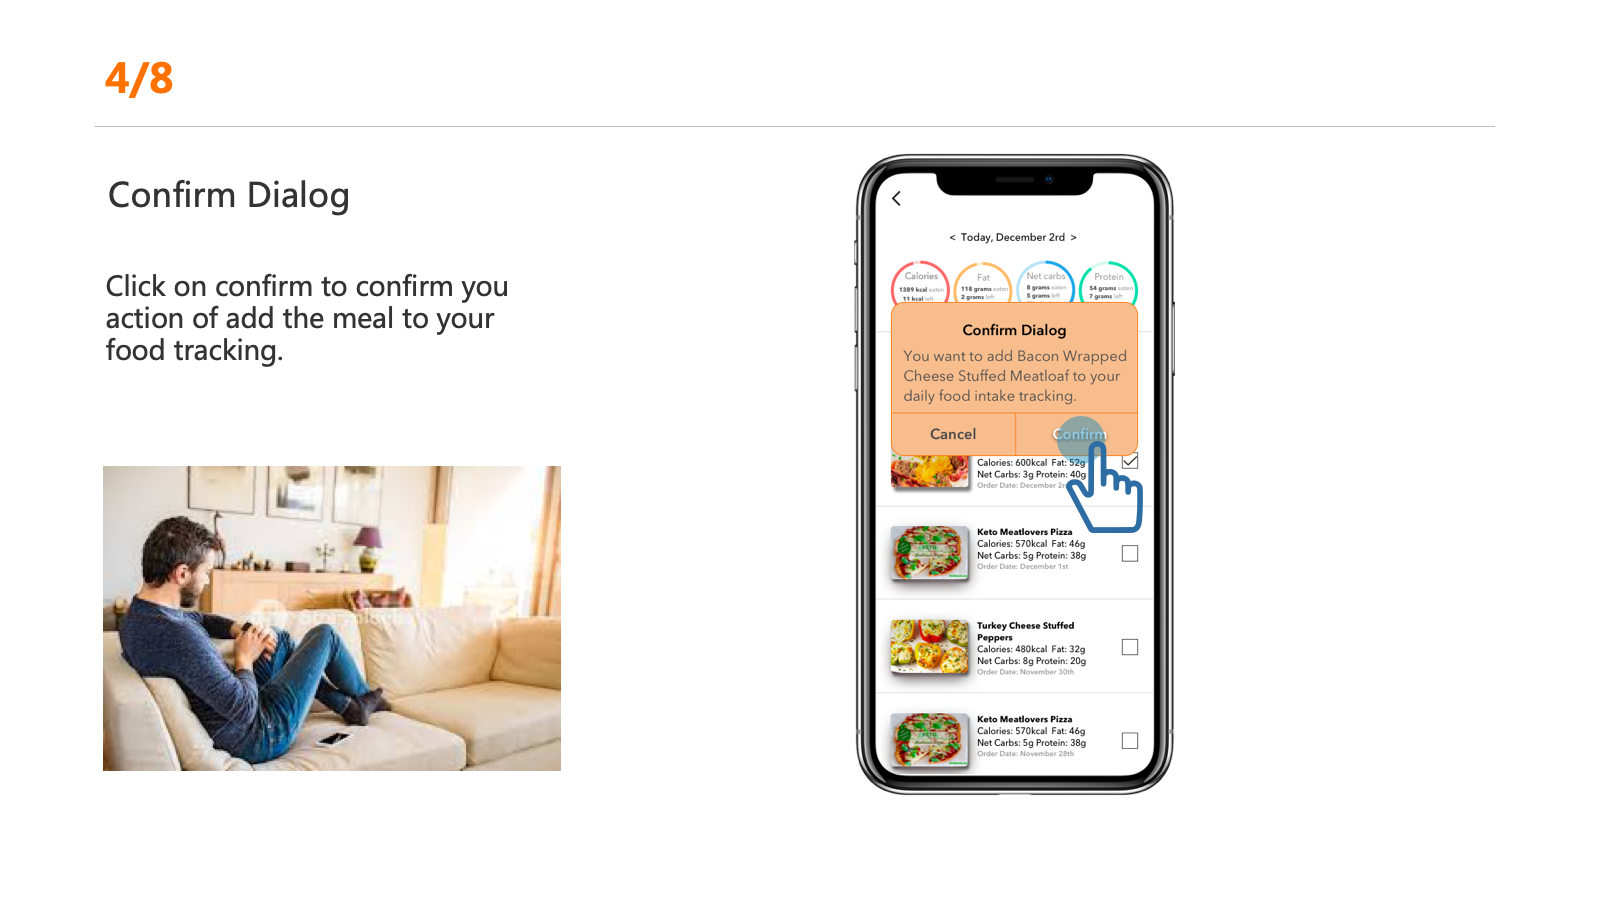 4/8
Confirm Dialog
Click on confirm to confirm you
action of add the meal to your
food tracking.
< Today, December 2rd >
Calories
1389 kcal eaten
11 kcal left
Fat
118 grams eaten
2 grams left
Net carbs
8 grams eaten
5 grams left
Protein
54 grams eaten
7 grams left
Confirm Dialog
You want to add Bacon Wrapped
Cheese Stuffed Meatloaf to your
daily food intake tracking.
Cancel
Confirm
Calories: 600kcal Fat: 52g
Net Carbs: 3g Protein: 40g
Order Date: December
Keto Meatlovers Pizza
Calories: 570kcal Fat: 46g
Net Carbs: 5g Protein: 38g
Order Date: December 1st
KETO
Turkey Cheese Stuffed
Peppers
Calories: 480kcal Fat: 32g
Net Carbs: 8g Protein: 20g
Order Date: November 30th
Keto Meatlovers Pizza
Calories: 570kcal Fat: 46g
Net Carbs: 5g Protein: 38g
Order Date: November 28th
KETO